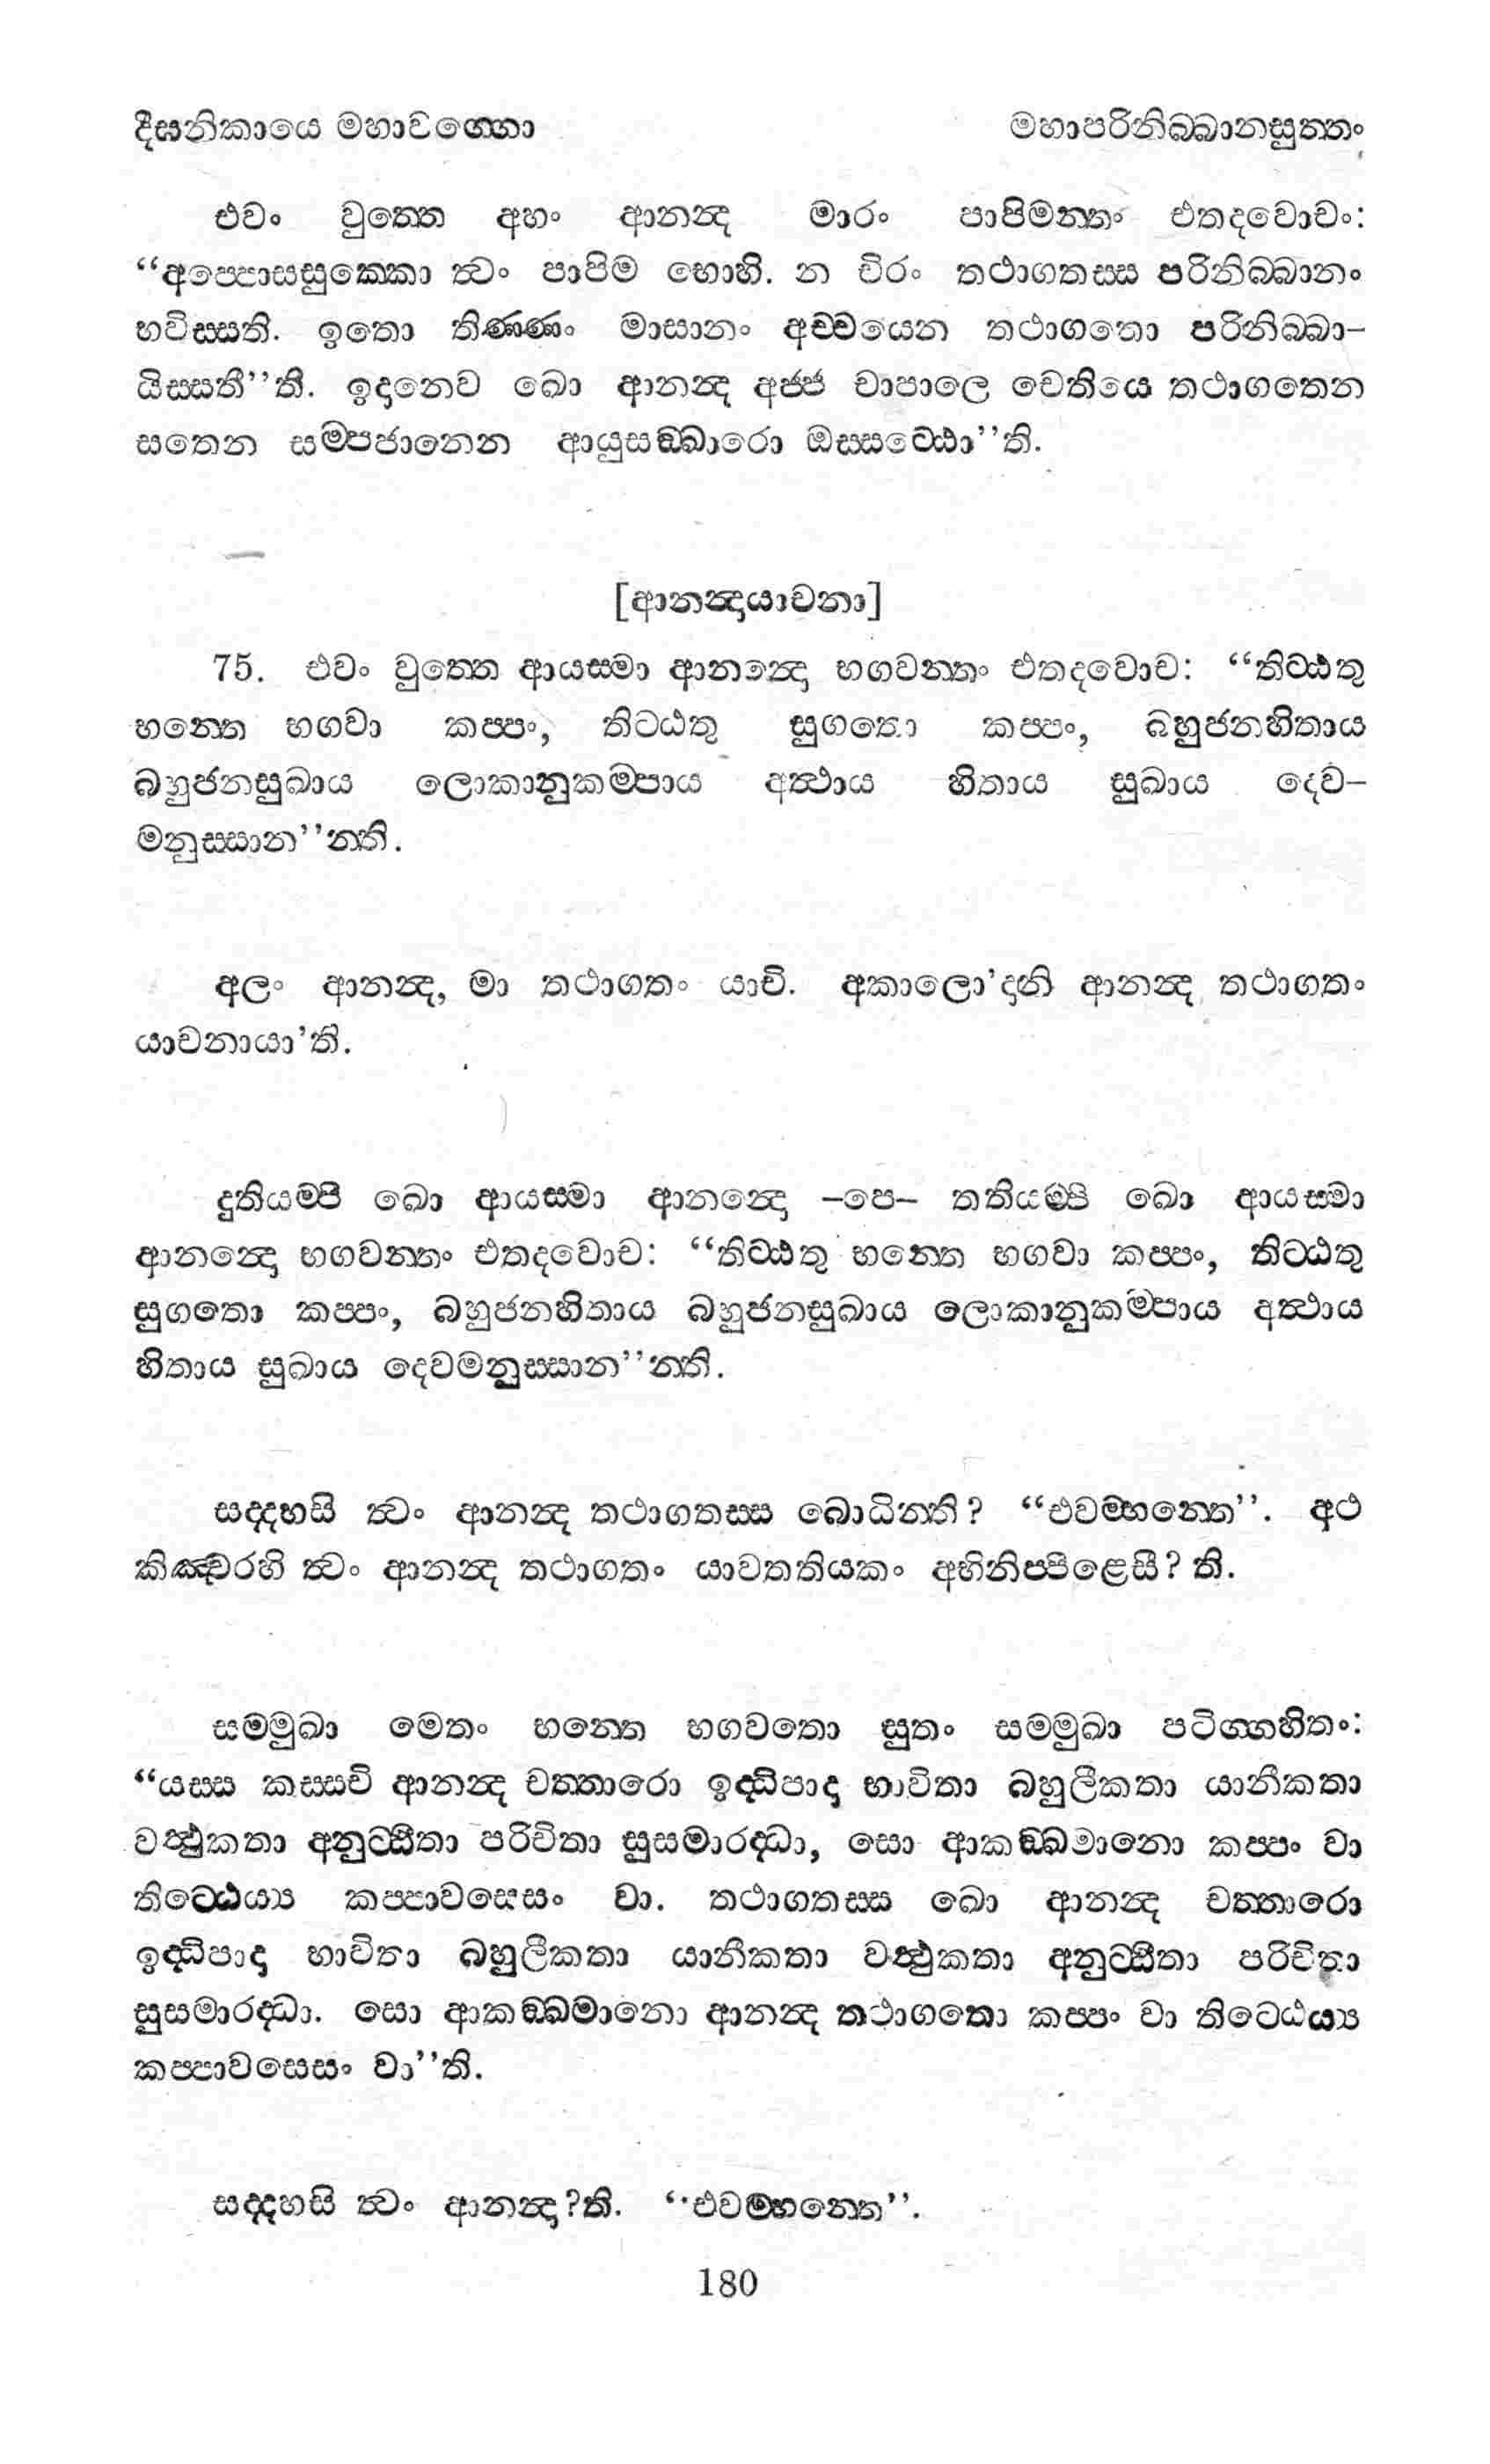 දීඝනිකායෙ මහාවග්ගො මහාපරිනිබ්බානසුත්තං
එවං වුත්තෙ අහං ආනන්ද මාරං පාපිමන්තං එතදවොචං:
“අප්පොස්සුක්කො ත්වං පාපිම හොහි. න චිරං තථාගතස්ස පරිනිබ්බානං
භවිස්සති. ඉතො තිණ්ණං මාසානං අච්චයෙන තථාගතො පරිනිබ්බා-
යිස්සතී’’ති. ඉදානෙව ඛො ආනන්ද අජ්ජ චාපාලෙ චෙතියෙ තථාගතෙන
සතෙන සම්පජානෙන ආයුසඞ්ඛාරො ඔස්සට්ඨො’’ති.
[ආනන්දායාචනා]
75. එවං වුත්තෙ ආයස්මා ආනන්දො භගවන්තං එතදවොච: “තිට්ඨතු
භන්තෙ භගවා කප්පං, තිට්ඨතු සුගතො කප්පං, බහුජනහිතාය
බහුජනසුඛාය ලොකානුකම්පාය අත්ථාය හිතාය සුඛාය දෙව-
මනුස්සාන’’න්ති.
අලං ආනන්ද, මා තථාගතං යාචි. අකාලො’දානි ආනන්ද තථාගතං
යාචනායා’ති.
දුතියම්පි ඛො ආයස්මා ආනන්දො -පෙ- තතියම්පි ඛො ආයස්මා
ආනන්දො භගවන්තං එතදවොච: “තිට්ඨතු භන්තෙ භගවා කප්පං, තිට්ඨතු
සුගතො කප්පං, බහුජනහිතාය බහුජනසුඛාය ලොකානුකම්පාය අත්ථාය
හිතාය සුඛාය දෙවමනුස්සාන’’න්ති.
සද්දහසි ත්වං ආනන්ද තථාගතස්ස බොධින්ති? “එවම්භන්තෙ’’. අථ
කිඤ්චරහි ත්වං ආනන්ද තථාගතං යාවතතියකං අභිනිප්පීළෙසී? ති.
සම්මුඛා මෙතං භන්තෙ භගවතො සුතං සම්මුඛා පටිග්ගහිතං:
“යස්ස කස්සචි ආනන්ද චත්තාරො ඉද්ධිපාදා භාවිතා බහුලීකතා යානීකතා
වත්ථුකතා අනුට්ඨිතා පරිචිතා සුසමාරද්ධා, සො ආකඞ්ඛමානො කප්පං වා
තිට්ඨෙය්‍ය කප්පාවසෙසං වා. තථාගතස්ස ඛො ආනන්ද චත්තාරො
ඉද්ධිපාදා භාවිතා බහුලීකතා යානීකතා වත්ථුකතා අනුට්ඨිතා පරිචිතා
සුසමාරද්ධා. සො ආකඞ්ඛමානො ආනන්ද තථාගතො කප්පං වා තිට්ඨෙය්‍ය
කප්පාවසෙසං වා’’ති.
සද්දහසි ත්වං ආනන්දා?ති. “එවම්භන්තෙ’’.
180